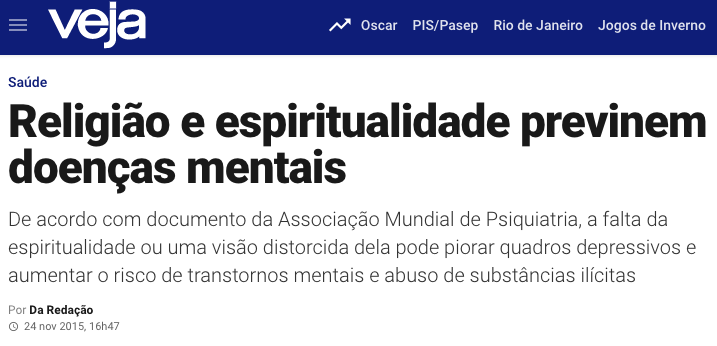 veja
Oscar PIS/Pasep Rio de Janeiro Jogos de Inverno
Saúde
Religião e espiritualidade previnem
doenças mentais
De acordo com documento da Associação Mundial de Psiquiatria, a falta da
espiritualidade ou uma visão distorcida dela pode piorar quadros depressivos e
aumentar o risco de transtornos mentais e abuso de substâncias ilícitas
Por Da Redação
24 nov 2015, 16h47